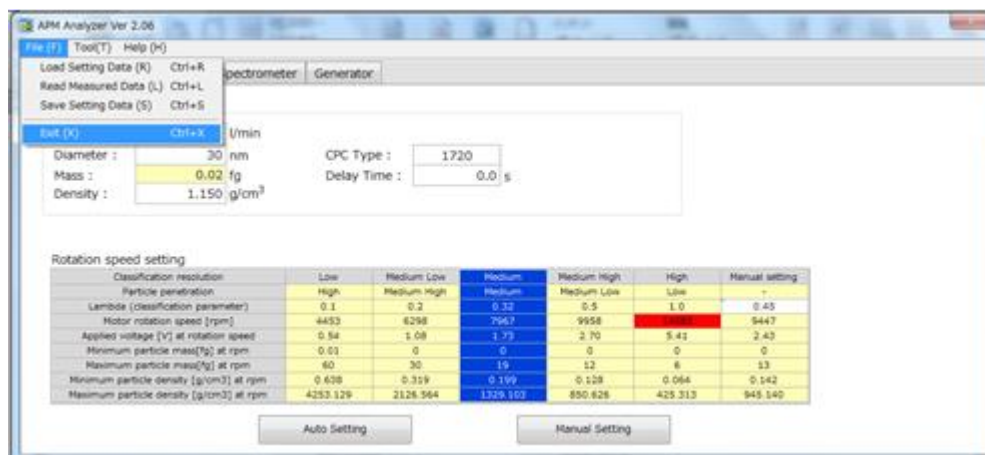 APM Analyzer Ver 2.06
File (F) Tool(T) Help (H)
Load Setting Data (R) Ctrl+R
Read Measured Data (L) Ctrl+L
Save Setting Data (S) Ctrl+S
Exit (X) Ctrl+X
Spectrometer Generator
l/min
Diameter : 30 nm CPC Type : 1720
Mass : 0.02 fg Delay Time : 0.0 s
Density : 1.150 g/cm³
Rotation speed setting
Classification resolution Low Medium Low Medium Medium High High Manual setting
Particle penetration High Medium High Medium Medium Low Low -
Lambda (classification parameter) 0.1 0.2 0.32 0.5 1.0 0.45
Motor rotation speed [rpm] 4453 6298 7967 9958 9447
Applied voltage [V] at rotation speed 0.54 1.08 1.73 2.70 5.41 2.43
Minimum particle mass[fg] at rpm 0.01 0 0 0 0 0
Maximum particle mass[fg] at rpm 60 30 19 12 6 13
Minimum particle density [g/cm3] at rpm 0.638 0.319 0.199 0.128 0.064 0.142
Maximum particle density [g/cm3] at rpm 4253.129 2126.564 1329.103 850.626 425.313 945.140
Auto Setting Manual Setting